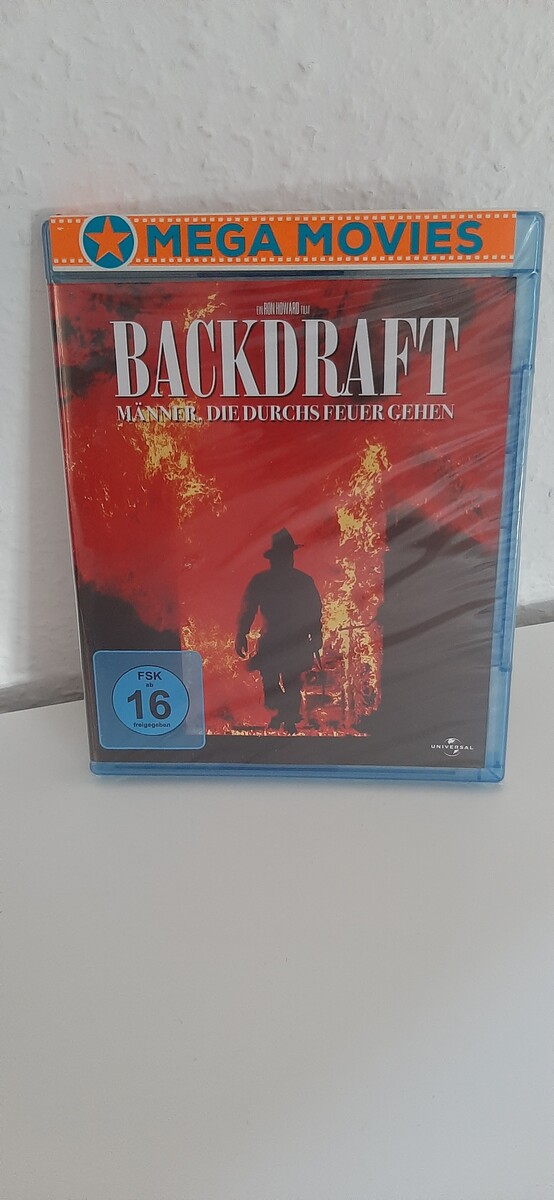 MEGA MOVIES
EIN RON HOWARD FILM
BACKDRAFT
MÄNNER, DIE DURCHS FEUER GEHEN
FSK
ab
16
freigegeben
UNIVERSAL